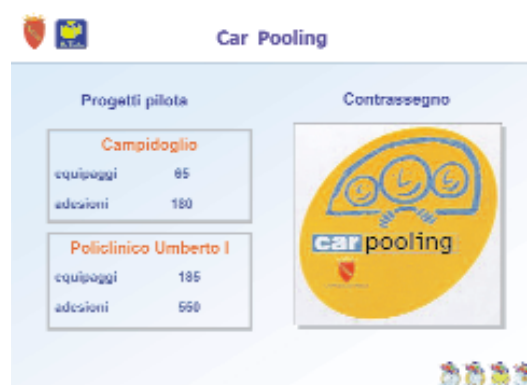 Car Pooling
Progetti pilota
Campidoglio
equipaggi 65
adesioni 180
Policlinico Umberto I
equipaggi 185
adesioni 550
Contrassegno
car pooling